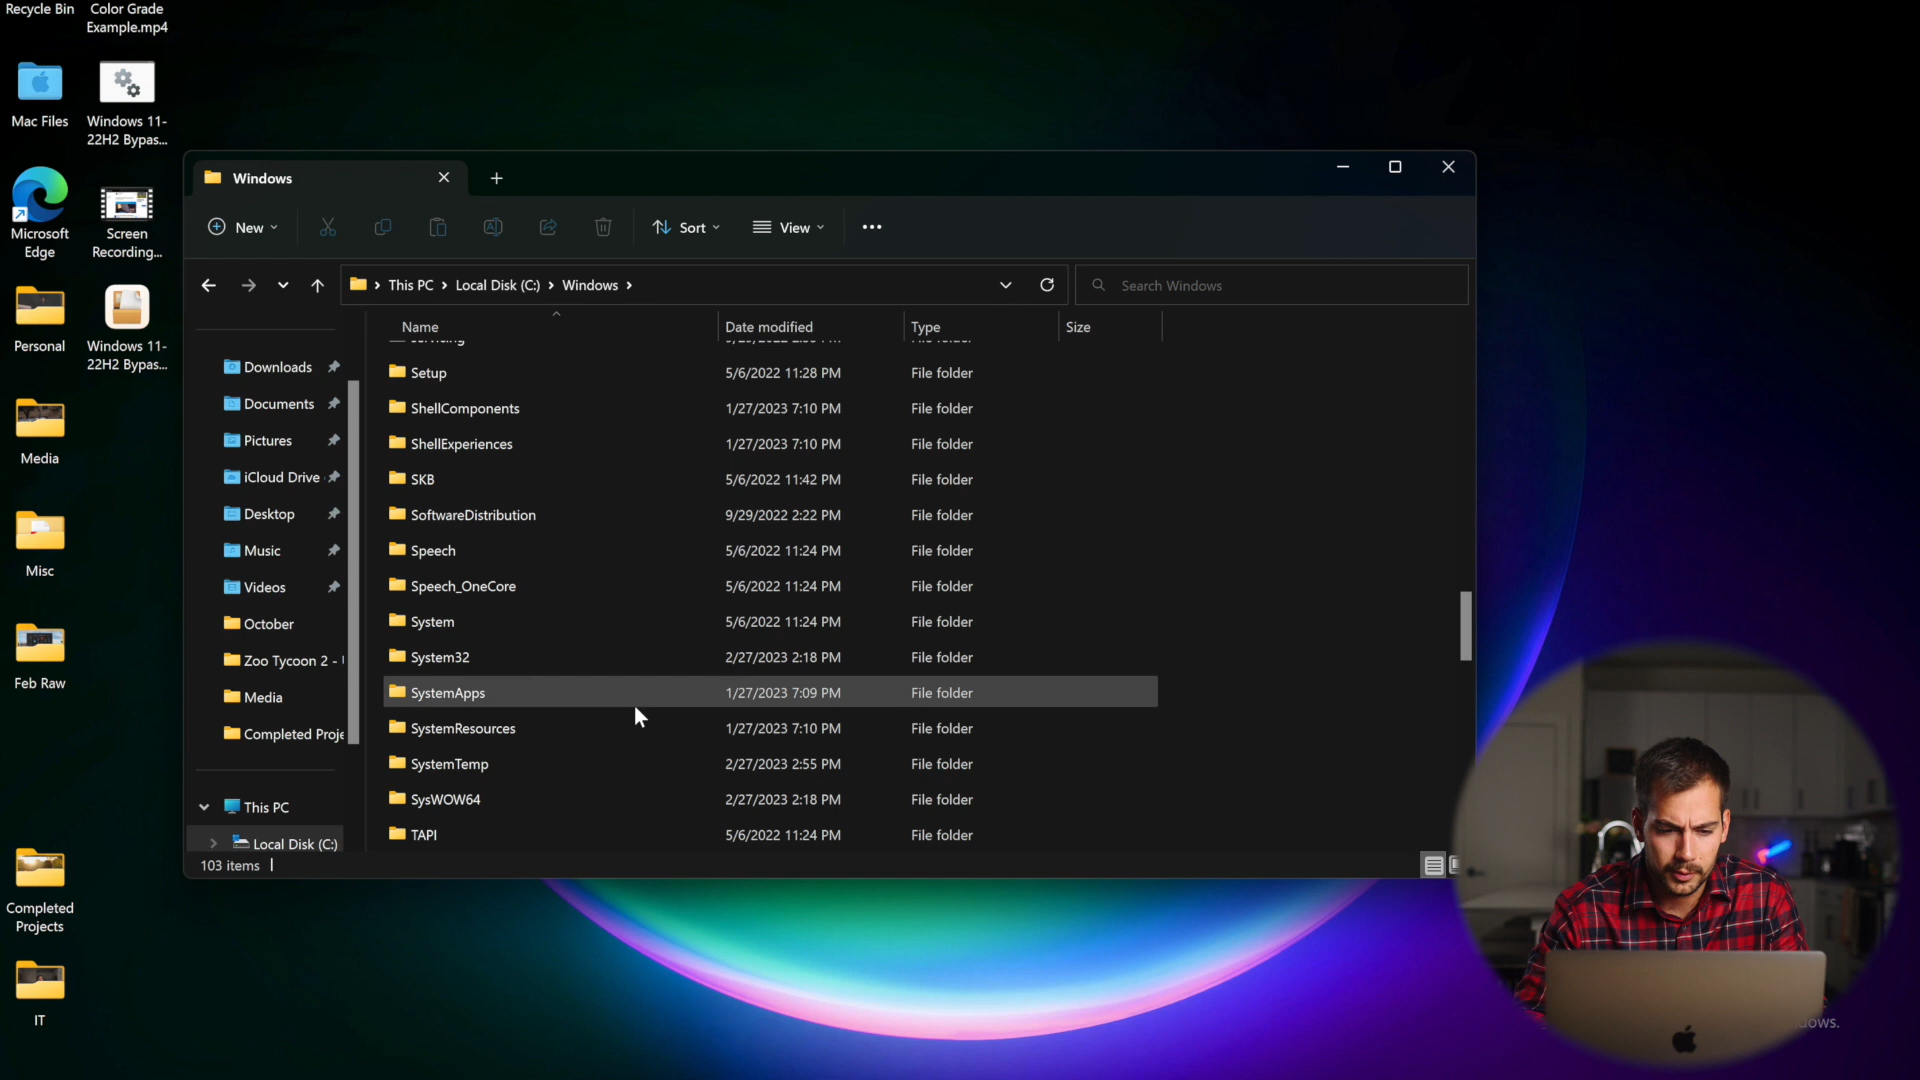 Recycle Bin
Color Grade
Example.mp4
Mac Files
Windows 11-
22H2 Bypas...
Microsoft
Edge
Screen
Recording...
Personal
Windows 11-
22H2 Bypas...
Media
Misc
Feb Raw
Completed
Projects
IT
Windows
New
Sort
View
This PC
Local Disk (C:)
Windows
Search Windows
Name
Date modified
Type
Size
Downloads
Documents
Pictures
iCloud Drive
Desktop
Music
Videos
October
Zoo Tycoon 2 -
Media
Completed Proje
This PC
Local Disk (C:)
Setup 5/6/2022 11:28 PM File folder
ShellComponents 1/27/2023 7:10 PM File folder
ShellExperiences 1/27/2023 7:10 PM File folder
SKB 5/6/2022 11:42 PM File folder
SoftwareDistribution 9/29/2022 2:22 PM File folder
Speech 5/6/2022 11:24 PM File folder
Speech_OneCore 5/6/2022 11:24 PM File folder
System 5/6/2022 11:24 PM File folder
System32 2/27/2023 2:18 PM File folder
SystemApps 1/27/2023 7:09 PM File folder
SystemResources 1/27/2023 7:10 PM File folder
SystemTemp 2/27/2023 2:55 PM File folder
SysWOW64 2/27/2023 2:18 PM File folder
TAPI 5/6/2022 11:24 PM File folder
103 items